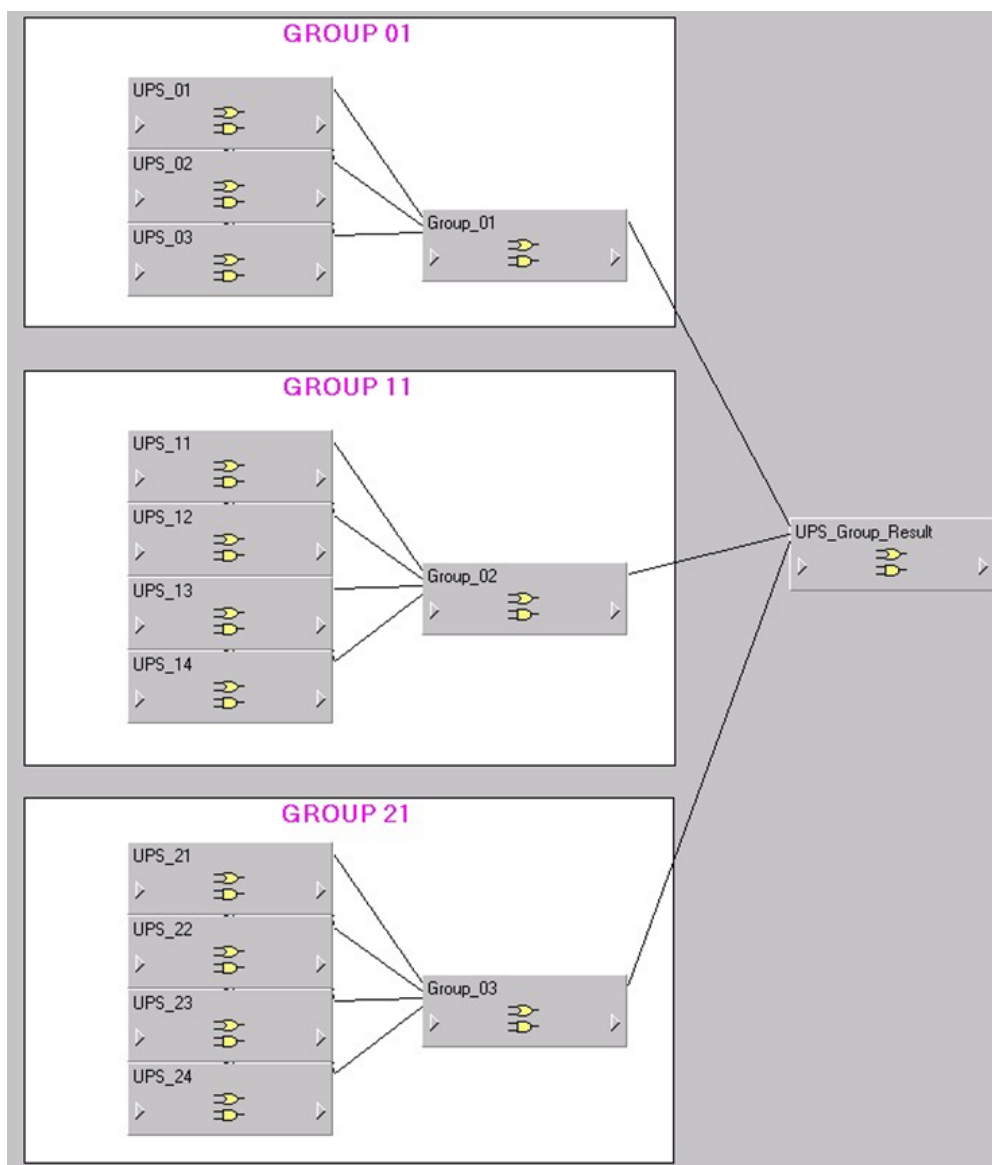 GROUP 01
UPS_01
UPS_02
UPS_03
Group_01
GROUP 11
UPS_11
UPS_12
UPS_13
UPS_14
Group_02
UPS_Group_Result
GROUP 21
UPS_21
UPS_22
UPS_23
UPS_24
Group_03